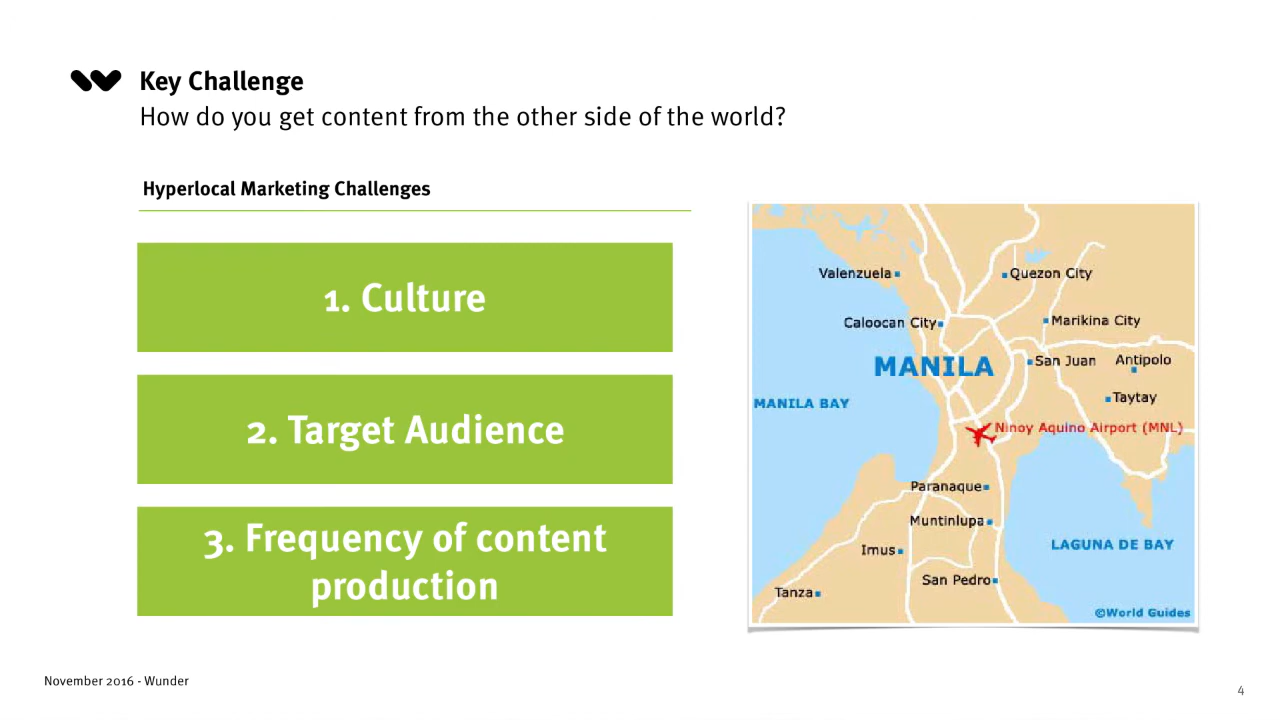 Key Challenge
How do you get content from the other side of the world?
Hyperlocal Marketing Challenges
1. Culture
2. Target Audience
3. Frequency of content
production
Valenzuela
Quezon City
Caloocan City
Marikina City
MANILA
San Juan
Antipolo
MANILA BAY
Taytay
Ninoy Aquino Airport (MNL)
Paranaque
Muntinlupa
Imus
LAGUNA DE BAY
San Pedro
Tanza
©World Guides
November 2016 - Wunder
4